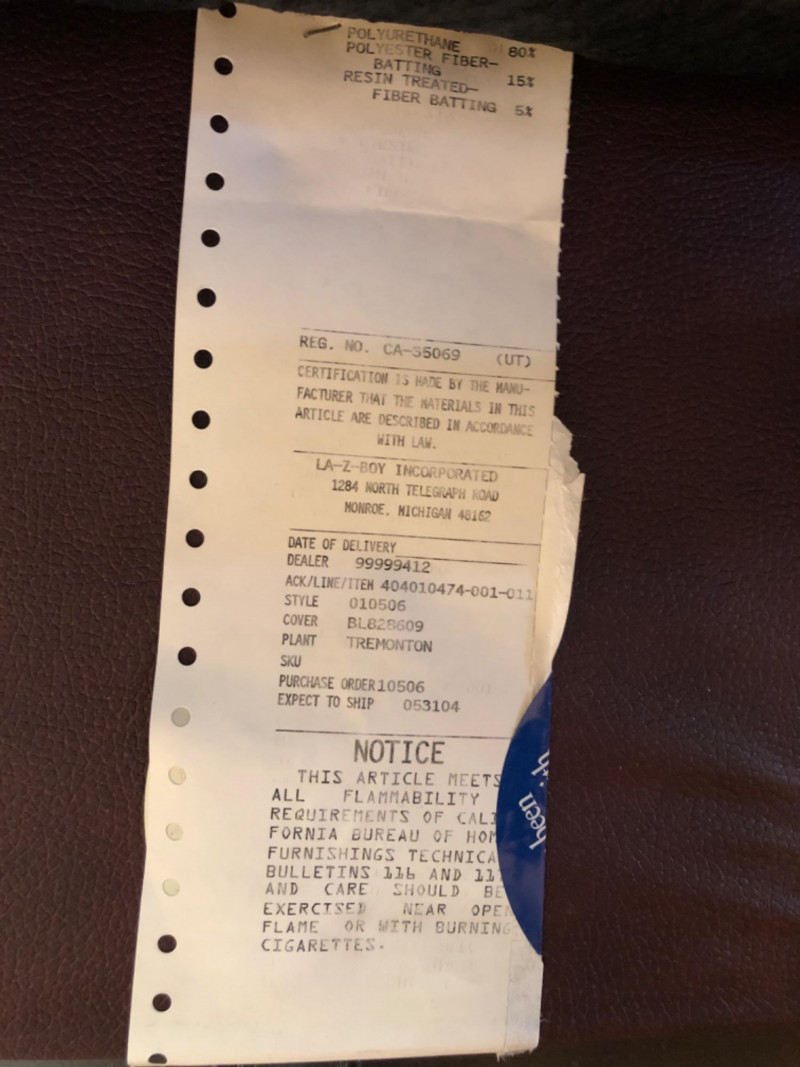 POLYURETHANE 80%
POLYESTER FIBER-
BATTING 15%
RESIN TREATED-
FIBER BATTING 5%
REG. NO. CA-35069 (UT)
CERTIFICATION IS MADE BY THE MANU-
FACTURER THAT THE MATERIALS IN THIS
ARTICLE ARE DESCRIBED IN ACCORDANCE
WITH LAW.
LA-Z-BOY INCORPORATED
1284 NORTH TELEGRAPH ROAD
MONROE, MICHIGAN 48162
DATE OF DELIVERY
DEALER 99999412
ACK/LINE/ITEM 404010474-001-011
STYLE 010506
COVER BL828609
PLANT TREMONTON
SKU
PURCHASE ORDER 10506
EXPECT TO SHIP 053104
NOTICE
THIS ARTICLE MEETS
ALL FLAMMABILITY
REQUIREMENTS OF CALI
FORNIA BUREAU OF HOM
FURNISHINGS TECHNICA
BULLETINS 116 AND 117
AND CARE SHOULD BE
EXERCISED NEAR OPEN
FLAME OR WITH BURNING
CIGARETTES.
been
ith